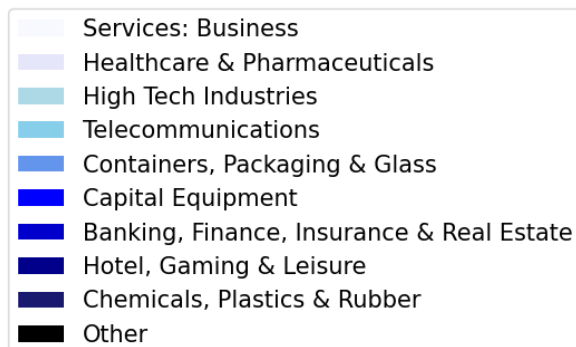 Services: Business
Healthcare & Pharmaceuticals
High Tech Industries
Telecommunications
Containers, Packaging & Glass
Capital Equipment
Banking, Finance, Insurance & Real Estate
Hotel, Gaming & Leisure
Chemicals, Plastics & Rubber
Other